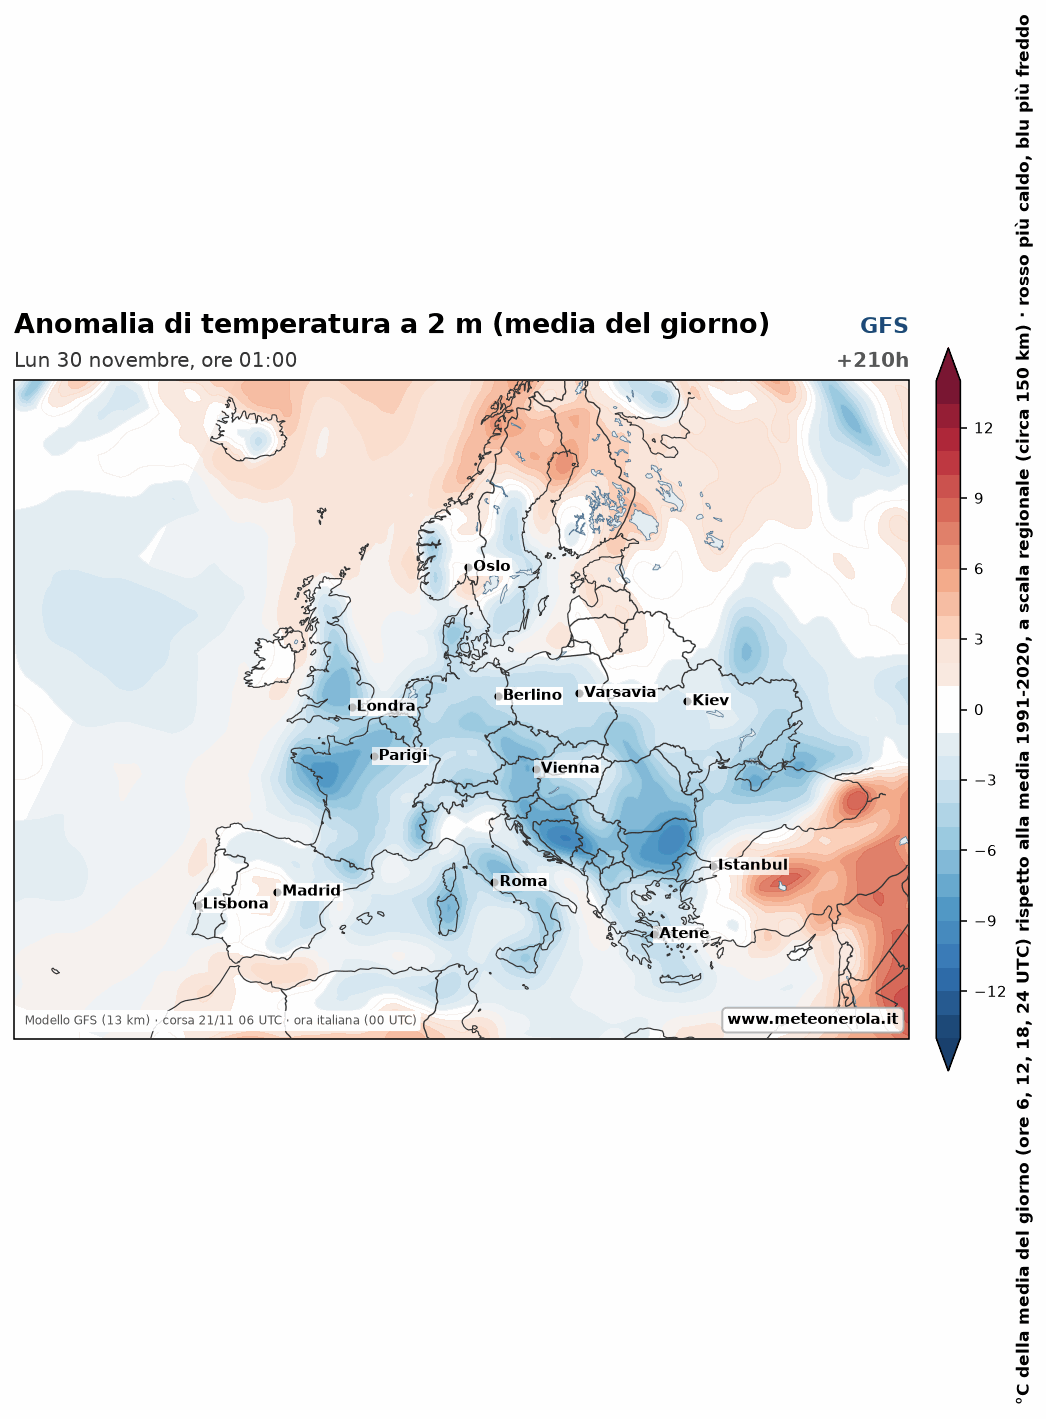 Anomalia di temperatura a 2 m (media del giorno)
GFS
Lun 30 novembre, ore 01:00
+210h
Oslo
Londra
Berlino
Varsavia
Kiev
Parigi
Vienna
Istanbul
Roma
Madrid
Lisbona
Atene
Modello GFS (13 km) · corsa 21/11 06 UTC · ora italiana (00 UTC)
www.meteonerola.it
12
9
6
3
0
−3
−6
−9
−12
°C della media del giorno (ore 6, 12, 18, 24 UTC) rispetto alla media 1991-2020, a scala regionale (circa 150 km) · rosso più caldo, blu più freddo